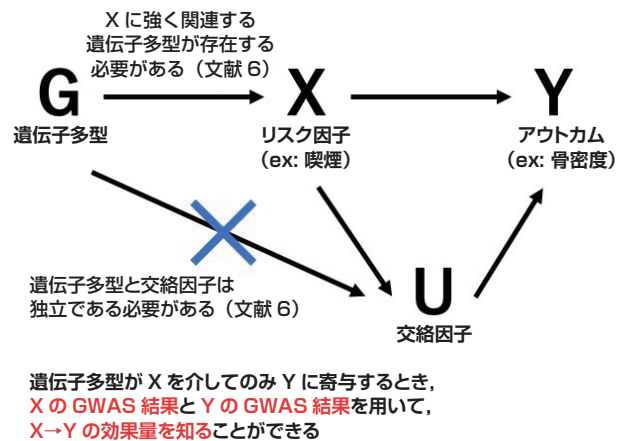 X に強く関連する
遺伝子多型が存在する
必要がある（文献 6）
G
遺伝子多型
X
リスク因子
（ex: 喫煙）
Y
アウトカム
（ex: 骨密度）
遺伝子多型と交絡因子は
独立である必要がある（文献 6）
U
交絡因子
遺伝子多型が X を介してのみ Y に寄与するとき，
X の GWAS 結果と Y の GWAS 結果を用いて，
X→Y の効果量を知ることができる